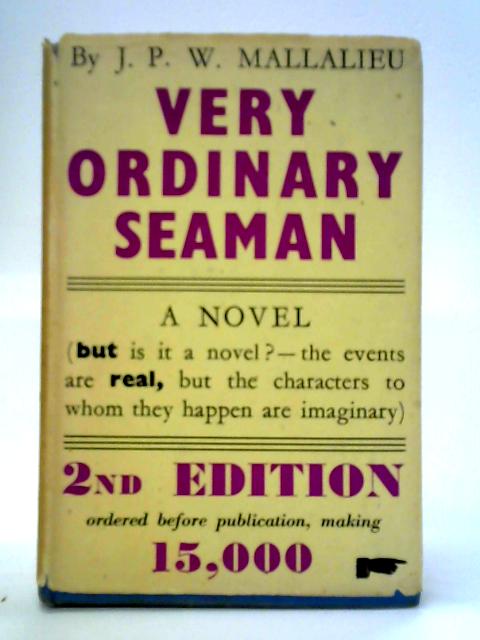 By J. P. W. MALLALIEU
VERY
ORDINARY
SEAMAN
A NOVEL
(but is it a novel?—the events
are real, but the characters to
whom they happen are imaginary)
2ND EDITION
ordered before publication, making
15,000